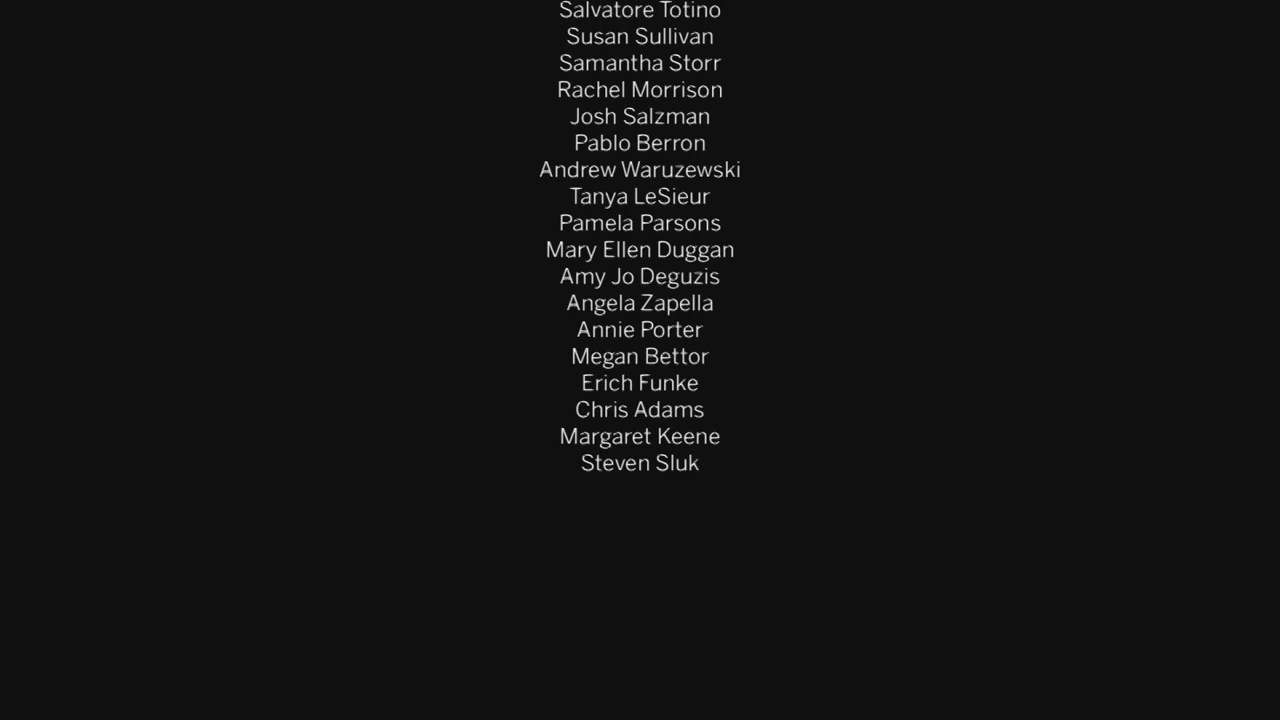 Salvatore Totino
Susan Sullivan
Samantha Storr
Rachel Morrison
Josh Salzman
Pablo Berron
Andrew Waruzewski
Tanya LeSieur
Pamela Parsons
Mary Ellen Duggan
Amy Jo Deguzis
Angela Zapella
Annie Porter
Megan Bettor
Erich Funke
Chris Adams
Margaret Keene
Steven Sluk